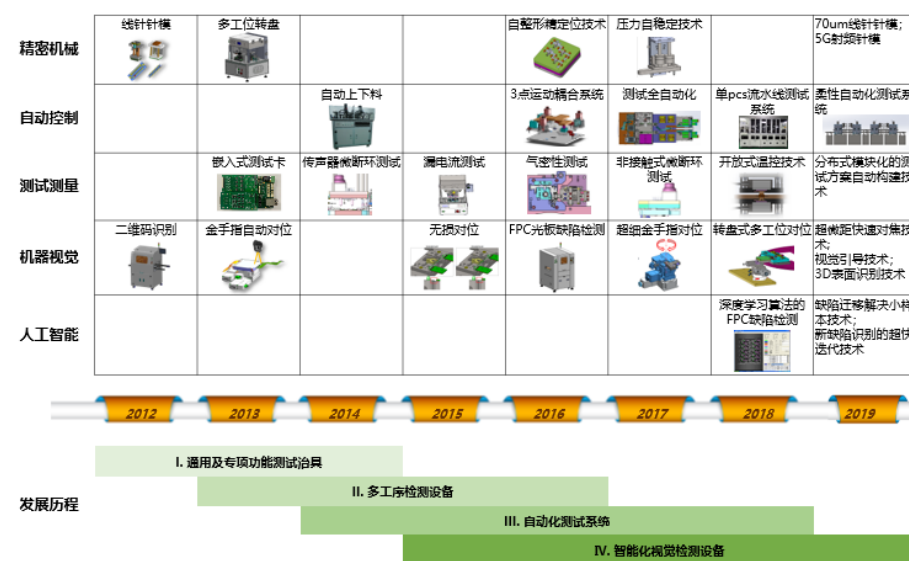 线针针模
多工位转盘
自整形精定位技术
压力自稳定技术
70um线针针模;
5G射频针模
精密机械
自动上下料
3点运动耦合系统
测试全自动化
单pcs流水线测试
系统
柔性自动化测试系
统
自动控制
嵌入式测试卡
传声器微断环测试
漏电流测试
气密性测试
非接触式微断环
测试
开放式温控技术
分布式模块化的测
试方案自动构建技
术
测试测量
二维码识别
金手指自动对位
无损对位
FPC光板缺陷检测
超细金手指对位
转盘式多工位对位
超微距快速对焦技
术;
视觉引导技术;
3D表面识别技术
机器视觉
深度学习算法的
FPC缺陷检测
缺陷迁移解决小样
本技术;
新缺陷识别的超快
迭代技术
人工智能
2012
2013
2014
2015
2016
2017
2018
2019
I. 通用及专项功能测试治具
II. 多工序检测设备
发展历程
III. 自动化测试系统
IV. 智能化视觉检测设备